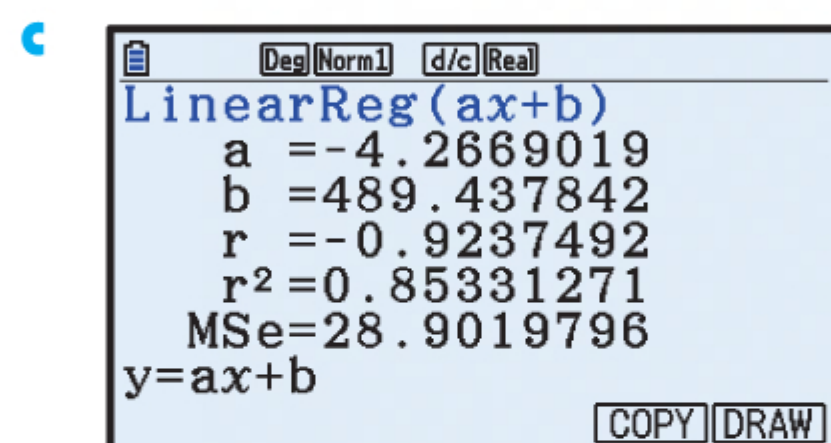 c
Deg Norm1 d/c Real
LinearReg(ax+b)
a =-4.2669019
b =489.437842
r =-0.9237492
r²=0.85331271
MSe=28.9019796
y=ax+b
COPY DRAW